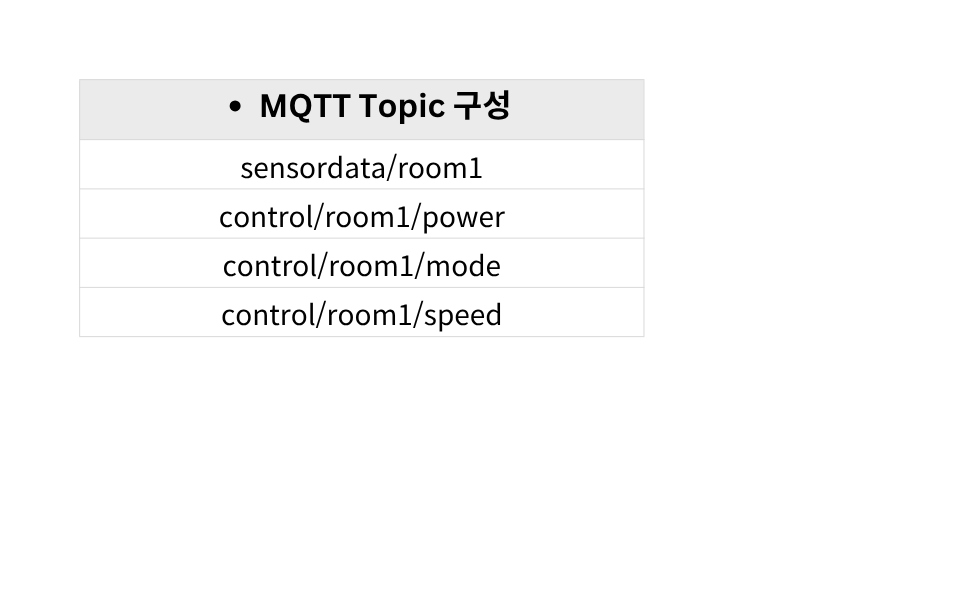 • MQTT Topic 구성
sensordata/room1
control/room1/power
control/room1/mode
control/room1/speed